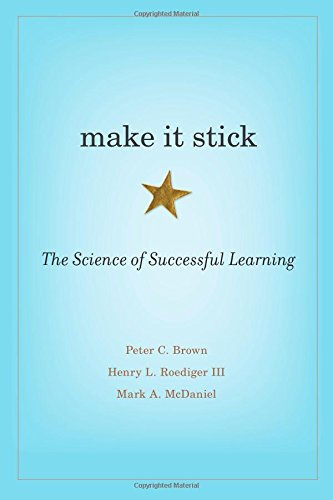 Copyrighted Material
make it stick
The Science of Successful Learning
Peter C. Brown
Henry L. Roediger III
Mark A. McDaniel
Copyrighted Material